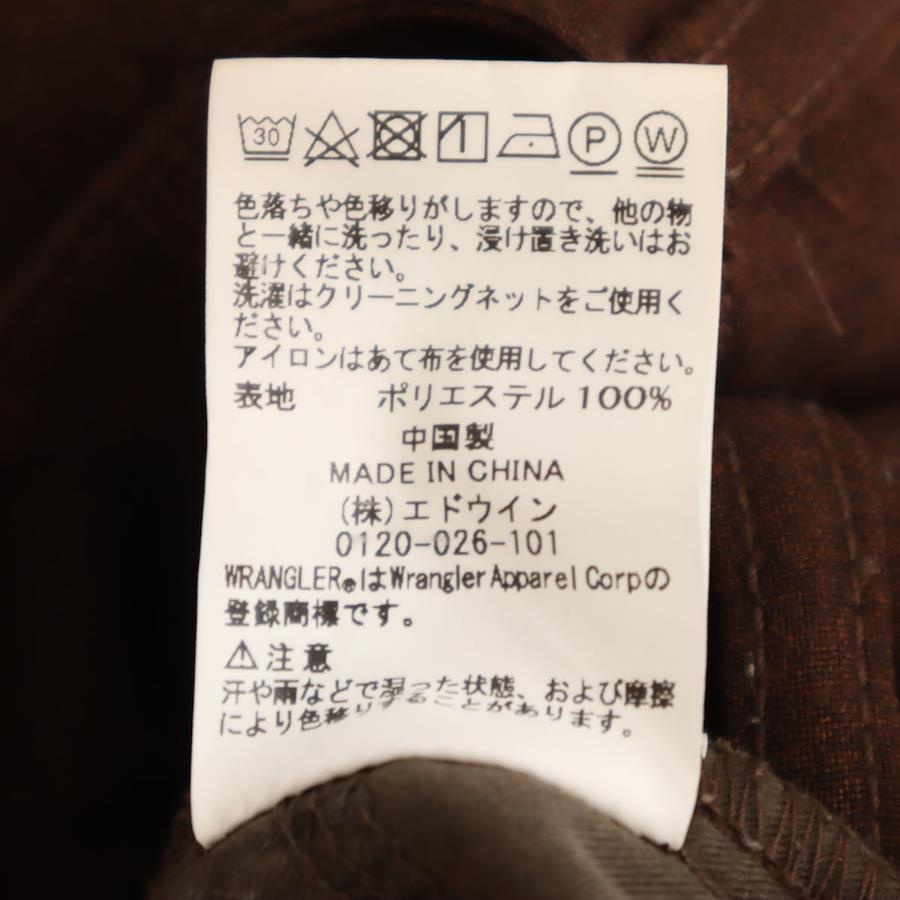 30 P W
色落ちや色移りがしますので、他の物
と一緒に洗ったり、浸け置き洗いはお
避けください。
洗濯はクリーニングネットをご使用く
ださい。
アイロンはあて布を使用してください。
表地 ポリエステル 100%
中国製
MADE IN CHINA
(株)エドウイン
0120-026-101
WRANGLER®はWrangler Apparel Corpの
登録商標です。
⚠注意
汗や雨などで湿った状態、および摩擦
により色移りすることがあります。